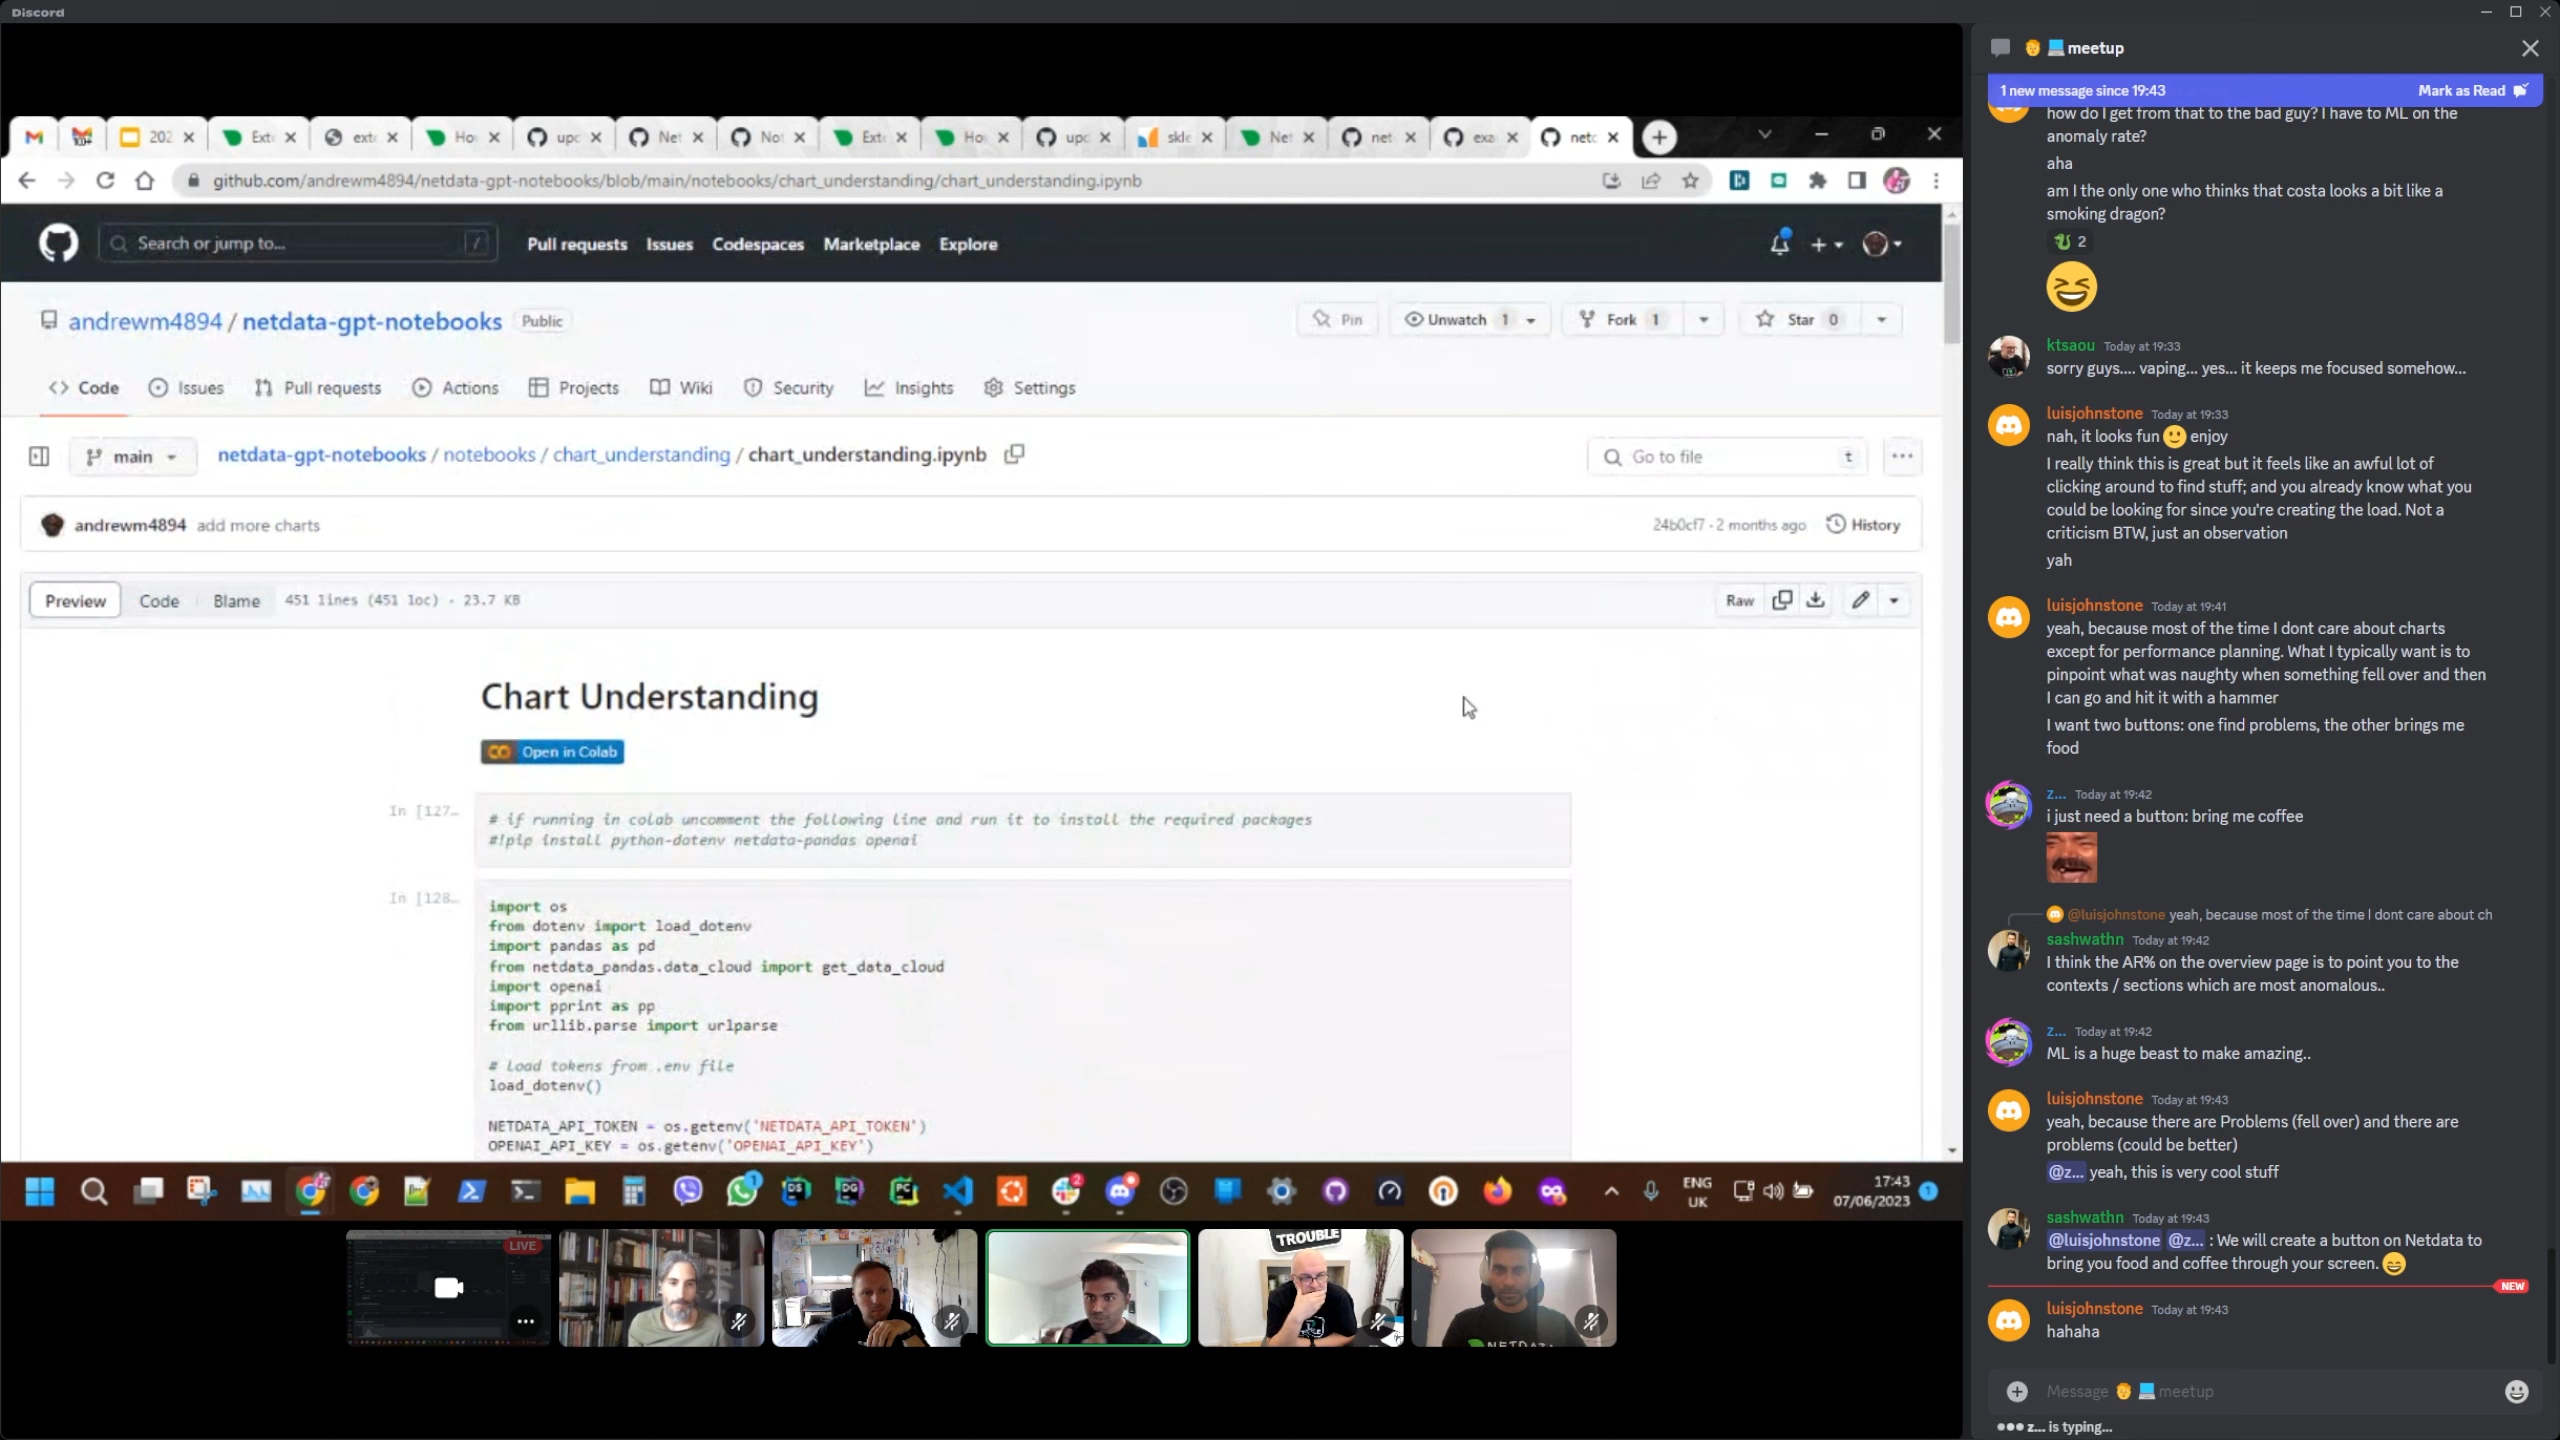 Discord
202
Ext
ext
Ho
upc
Net
No
Ext
Ho
upc
skle
Net
net
exa
netc
github.com/andrewm4894/netdata-gpt-notebooks/blob/main/notebooks/chart_understanding/chart_understanding.ipynb
Search or jump to... /
Pull requests Issues Codespaces Marketplace Explore
andrewm4894 / netdata-gpt-notebooks Public
Pin Unwatch 1 Fork 1 Star 0
Code Issues Pull requests Actions Projects Wiki Security Insights Settings
main netdata-gpt-notebooks / notebooks / chart_understanding / chart_understanding.ipynb
Go to file t
andrewm4894 add more charts
24b0cf7 · 2 months ago History
Preview Code Blame 451 lines (451 loc) · 23.7 KB
Raw
Chart Understanding
Open in Colab
In [127…
# if running in colab uncomment the following line and run it to install the required packages
#!pip install python-dotenv netdata-pandas openai
In [128…
import os
from dotenv import load_dotenv
import pandas as pd
from netdata_pandas.data_cloud import get_data_cloud
import openai
import pprint as pp
from urllib.parse import urlparse
# load tokens from .env file
load_dotenv()
NETDATA_API_TOKEN = os.getenv('NETDATA_API_TOKEN')
OPENAI_API_KEY = os.getenv('OPENAI_API_KEY')
ENG
UK
17:43
07/06/2023
LIVE
TROUBLE
NETDATA
meetup
1 new message since 19:43 Mark as Read
how do I get from that to the bad guy? I have to ML on the
anomaly rate?
aha
am I the only one who thinks that costa looks a bit like a
smoking dragon?
2
ktsaou Today at 19:33
sorry guys.... vaping... yes... it keeps me focused somehow...
luisjohnstone Today at 19:33
nah, it looks fun 🙂 enjoy
I really think this is great but it feels like an awful lot of
clicking around to find stuff; and you already know what you
could be looking for since you're creating the load. Not a
criticism BTW, just an observation
yah
luisjohnstone Today at 19:41
yeah, because most of the time I dont care about charts
except for performance planning. What I typically want is to
pinpoint what was naughty when something fell over and then
I can go and hit it with a hammer
I want two buttons: one find problems, the other brings me
food
z... Today at 19:42
i just need a button: bring me coffee
@luisjohnstone yeah, because most of the time I dont care about ch
sashwathn Today at 19:42
I think the AR% on the overview page is to point you to the
contexts / sections which are most anomalous..
z... Today at 19:42
ML is a huge beast to make amazing..
luisjohnstone Today at 19:43
yeah, because there are Problems (fell over) and there are
problems (could be better)
@z... yeah, this is very cool stuff
sashwathn Today at 19:43
@luisjohnstone @z... : We will create a button on Netdata to
bring you food and coffee through your screen. 😄
NEW
luisjohnstone Today at 19:43
hahaha
Message 🧑 💻 meetup
z... is typing...